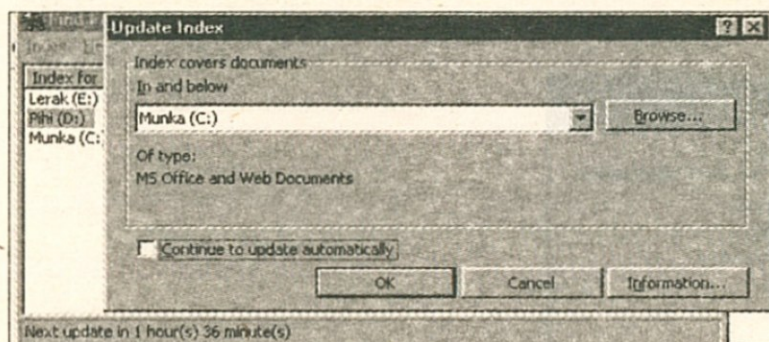 Update Index
Index covers documents
In and below
Munka (C:)
Browse...
Of type:
MS Office and Web Documents
Continue to update automatically
OK
Cancel
Information...
Index for
Lerak (E:)
Pihi (D:)
Munka (C:
Next update in 1 hour(s) 36 minute(s)